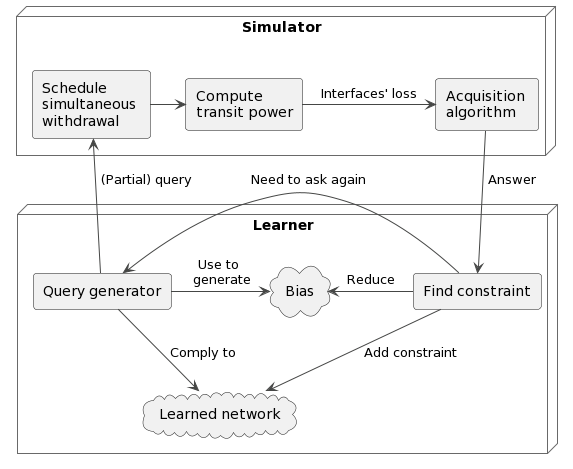 Simulator
Schedule
simultaneous
withdrawal
Compute
transit power
Interfaces' loss
Acquisition
algorithm
(Partial) query
Need to ask again
Answer
Learner
Query generator
Use to
generate
Bias
Reduce
Find constraint
Comply to
Add constraint
Learned network